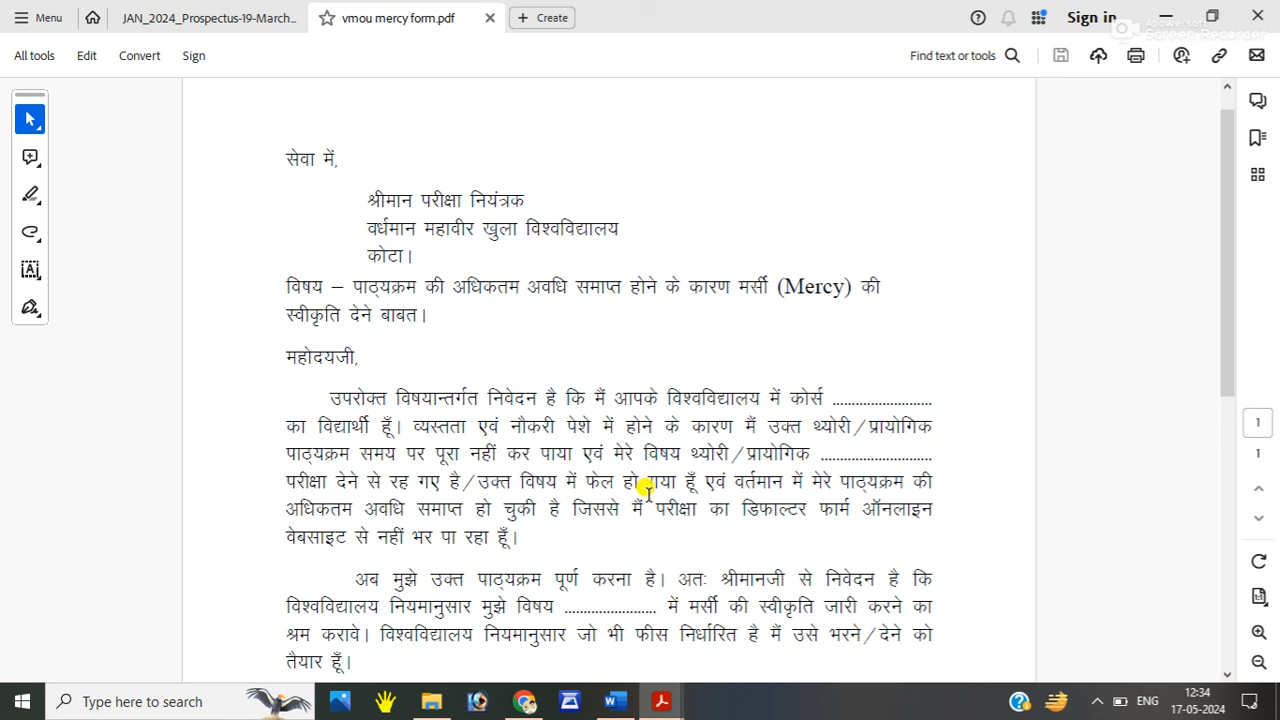 Menu
JAN_2024_Prospectus-19-March...
vmou mercy form.pdf
Create
Sign in
Apowersoft
Screen Recorder
All tools
Edit
Convert
Sign
Find text or tools
सेवा में,
श्रीमान परीक्षा नियंत्रक
वर्धमान महावीर खुला विश्वविद्यालय
कोटा।
विषय – पाठ्यक्रम की अधिकतम अवधि समाप्त होने के कारण मर्सी (Mercy) की
स्वीकृति देने बाबत।
महोदयजी,
उपरोक्त विषयान्तर्गत निवेदन है कि मैं आपके विश्वविद्यालय में कोर्स ..........................
का विद्यार्थी हूँ। व्यस्तता एवं नौकरी पेशे में होने के कारण मैं उक्त थ्योरी/प्रायोगिक
पाठ्यक्रम समय पर पूरा नहीं कर पाया एवं मेरे विषय थ्योरी/प्रायोगिक .............................
परीक्षा देने से रह गए है/उक्त विषय में फेल हो गया हूँ एवं वर्तमान में मेरे पाठ्यक्रम की
अधिकतम अवधि समाप्त हो चुकी है जिससे मैं परीक्षा का डिफाल्टर फार्म ऑनलाइन
वेबसाइट से नहीं भर पा रहा हूँ।
अब मुझे उक्त पाठ्यक्रम पूर्ण करना है। अतः श्रीमानजी से निवेदन है कि
विश्वविद्यालय नियमानुसार मुझे विषय ........................ में मर्सी की स्वीकृति जारी करने का
श्रम करावे। विश्वविद्यालय नियमानुसार जो भी फीस निर्धारित है मैं उसे भरने/देने को
तैयार हूँ।
1
1
Type here to search
ENG
12:34
17-05-2024